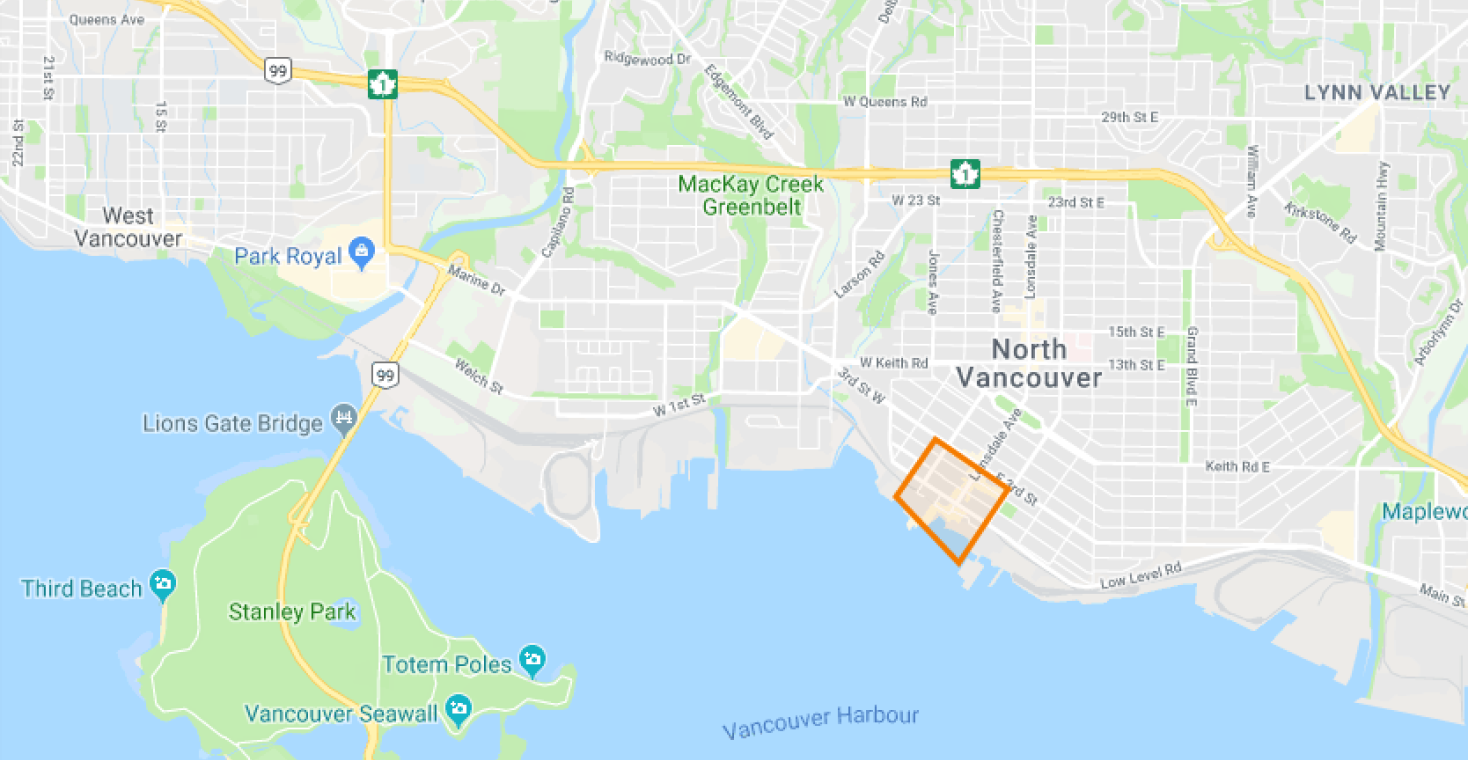 Queens Ave
21st St
15 St
22nd St
99
1
Ridgewood Dr
Edgemont Blvd
W Queens Rd
29th St E
LYNN VALLEY
William Ave
Mountain Hwy
Kirkstone Rd
MacKay Creek
Greenbelt
1
W 23 St
23rd St E
West
Vancouver
Park Royal
Capilano Rd
Marine Dr
Larson Rd
Jones Ave
Chesterfield Ave
Lonsdale Ave
15th St E
13th St E
Grand Blvd E
Arborlynn Dr
North
Vancouver
W Keith Rd
3rd St W
Welch St
W 1st St
99
Lions Gate Bridge
Lonsdale Ave
E 3rd St
Keith Rd E
Maplewo
Low Level Rd
Main St
Third Beach
Stanley Park
Totem Poles
Vancouver Seawall
Vancouver Harbour